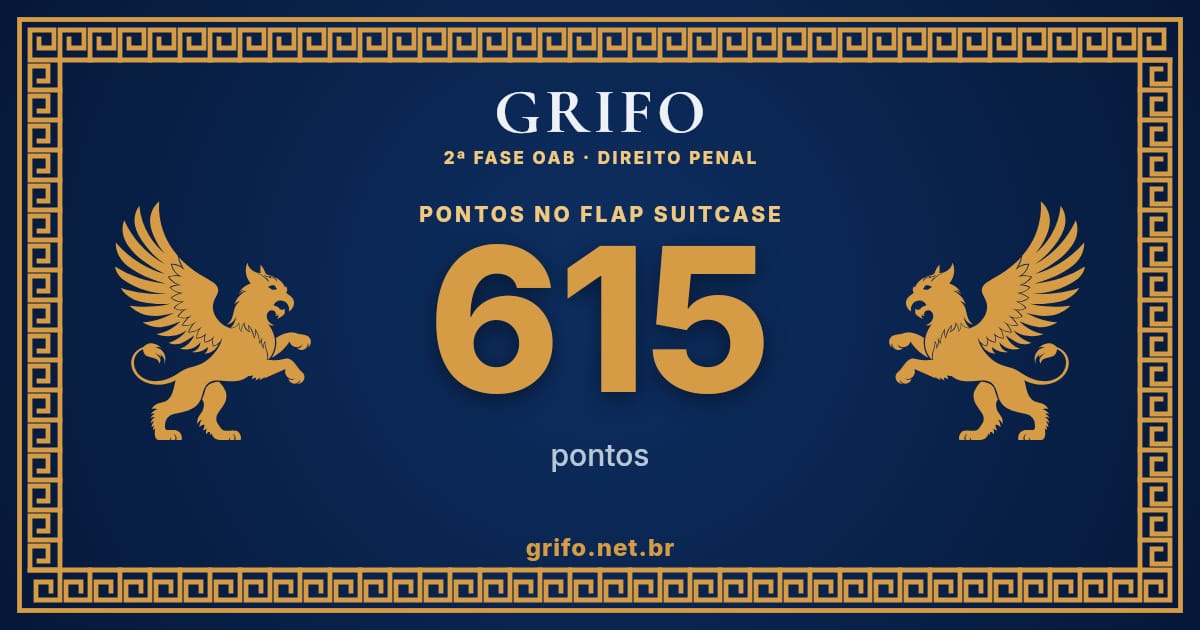 GRIFO
2ª FASE OAB · DIREITO PENAL
PONTOS NO FLAP SUITCASE
615
pontos
grifo.net.br